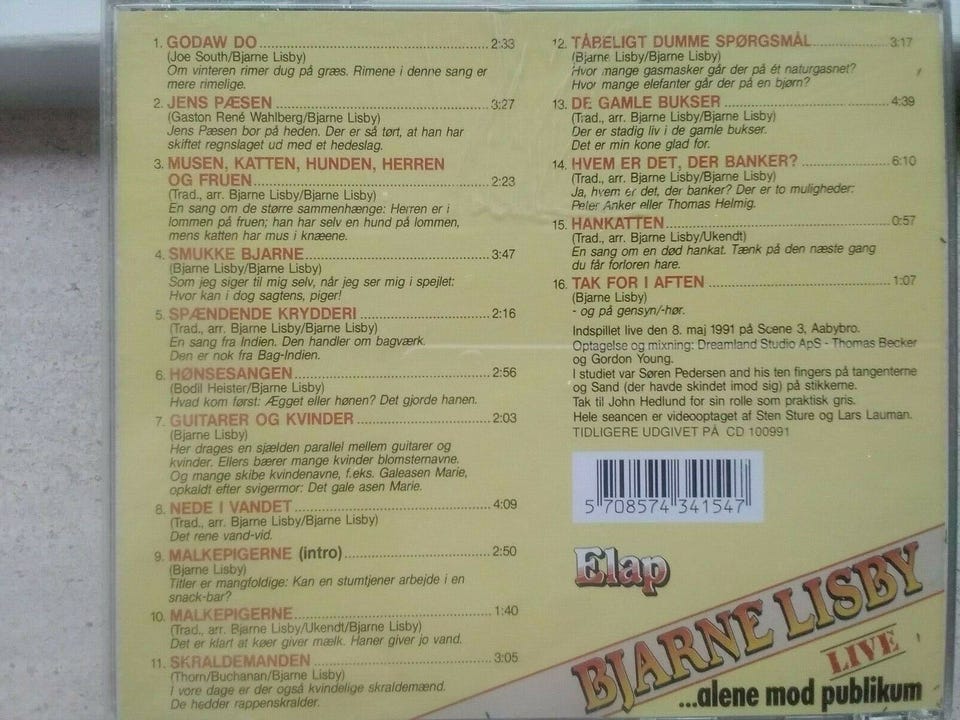 1. GODAW DO 2:33
(Joe South/Bjarne Lisby)
Om vinteren rimer dug på græs. Rimene i denne sang er
mere rimelige.
2. JENS PÆSEN 3:27
(Gaston René Wahlberg/Bjarne Lisby)
Jens Pæsen bor på heden. Der er så tørt, at han har
skiftet regnslaget ud med et hedeslag.
3. MUSEN, KATTEN, HUNDEN, HERREN
OG FRUEN 2:23
(Trad., arr. Bjarne Lisby/Bjarne Lisby)
En sang om de større sammenhænge: Herren er i
lommen på fruen; han har selv en hund på lommen,
mens katten har mus i knæene.
4. SMUKKE BJARNE 3:47
(Bjarne Lisby/Bjarne Lisby)
Som jeg siger til mig selv, når jeg ser mig i spejlet:
Hvor kan i dog sagtens, piger!
5. SPÆNDENDE KRYDDERI 2:16
(Trad., arr. Bjarne Lisby/Bjarne Lisby)
En sang fra Indien. Den handler om bagværk.
Den er nok fra Bag-Indien.
6. HØNSESANGEN 2:56
(Bodil Heister/Bjarne Lisby)
Hvad kom først: Ægget eller hønen? Det gjorde hanen.
7. GUITARER OG KVINDER 2:03
(Bjarne Lisby)
Her drages en sjælden parallel mellem guitarer og
kvinder. Ellers bærer mange kvinder blomsternavne.
Og mange skibe kvindenavne, f.eks. Galeasen Marie,
opkaldt efter svigermor: Det gale asen Marie.
8. NEDE I VANDET 4:09
(Trad., arr. Bjarne Lisby/Bjarne Lisby)
Det rene vand-vid.
9. MALKEPIGERNE (intro) 2:50
(Bjarne Lisby)
Titler er mangfoldige: Kan en stumtjener arbejde i en
snack-bar?
10. MALKEPIGERNE 1:40
(Trad., arr. Bjarne Lisby/Ukendt/Bjarne Lisby)
Det er klart at køer giver mælk. Haner giver jo vand.
11. SKRALDEMANDEN 3:05
(Thorn/Buchanan/Bjarne Lisby)
I vore dage er der også kvindelige skraldemænd.
De hedder rappenskralder.
12. TÅBELIGT DUMME SPØRGSMÅL 3:17
(Bjarne Lisby/Bjarne Lisby)
Hvor mange gasmasker går der på ét naturgasnet?
Hvor mange elefanter går der på en bjørn?
13. DE GAMLE BUKSER 4:39
(Trad., arr. Bjarne Lisby/Bjarne Lisby)
Der er stadig liv i de gamle bukser.
Det er min kone glad for.
14. HVEM ER DET, DER BANKER? 6:10
(Trad., arr. Bjarne Lisby/Bjarne Lisby)
Ja, hvem er det, der banker? Der er to muligheder:
Peter Anker eller Thomas Helmig.
15. HANKATTEN 0:57
(Trad., arr. Bjarne Lisby/Ukendt)
En sang om en død hankat. Tænk på den næste gang
du får forloren hare.
16. TAK FOR I AFTEN 1:07
(Bjarne Lisby)
- og på gensyn/-hør.
Indspillet live den 8. maj 1991 på Scene 3, Aabybro.
Optagelse og mixning: Dreamland Studio ApS - Thomas Becker
og Gordon Young.
I studiet var Søren Pedersen and his ten fingers på tangenterne
og Sand (der havde skindet imod sig) på stikkerne.
Tak til John Hedlund for sin rolle som praktisk gris.
Hele seancen er videooptaget af Sten Sture og Lars Lauman.
TIDLIGERE UDGIVET PÅ CD 100991
5 708574 341547
Elap
BJARNE LISBY
LIVE
...alene mod publikum